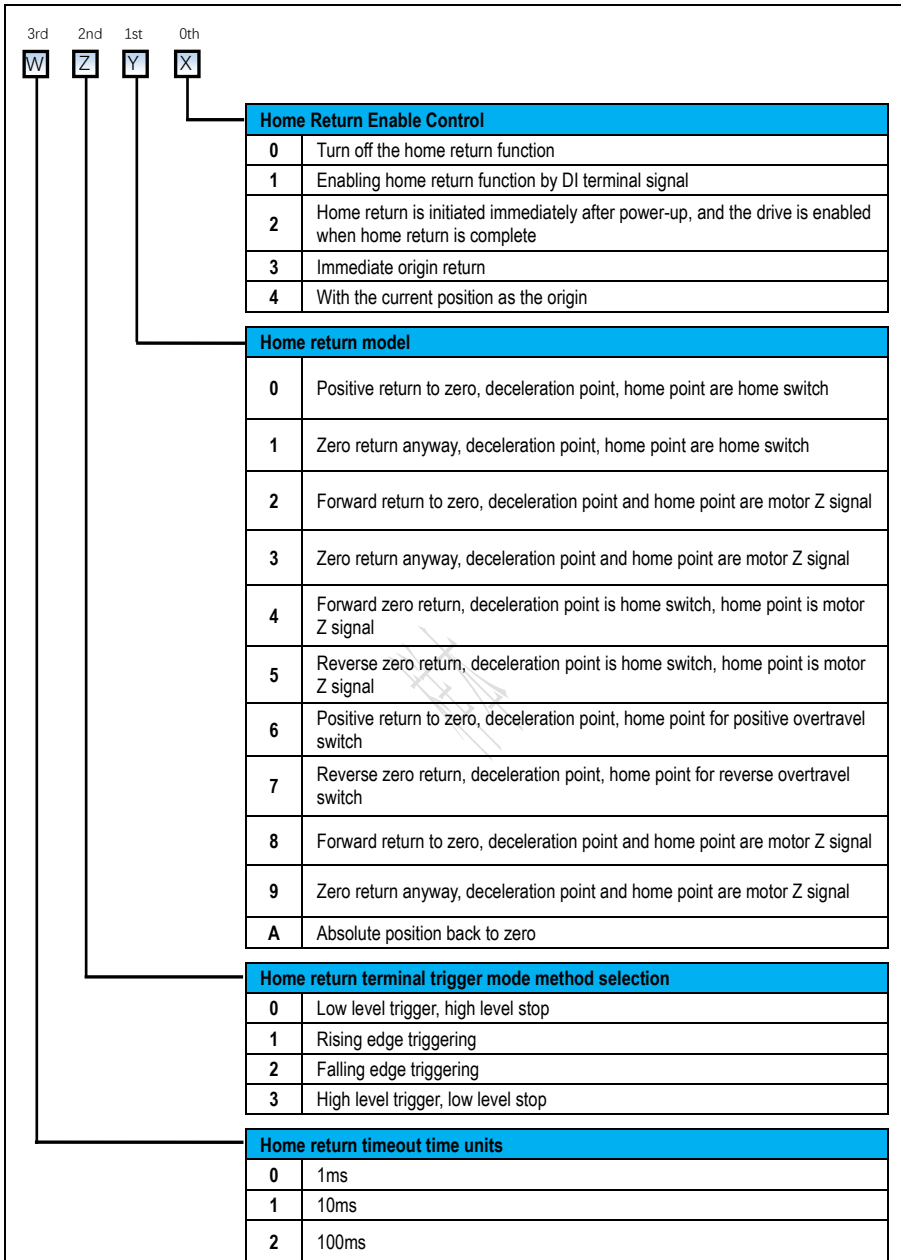 3rd 2nd 1st 0th
W Z Y X
Home Return Enable Control
0 Turn off the home return function
1 Enabling home return function by DI terminal signal
2 Home return is initiated immediately after power-up, and the drive is enabled
when home return is complete
3 Immediate origin return
4 With the current position as the origin
Home return model
0 Positive return to zero, deceleration point, home point are home switch
1 Zero return anyway, deceleration point, home point are home switch
2 Forward return to zero, deceleration point and home point are motor Z signal
3 Zero return anyway, deceleration point and home point are motor Z signal
4 Forward zero return, deceleration point is home switch, home point is motor
Z signal
5 Reverse zero return, deceleration point is home switch, home point is motor
Z signal
6 Positive return to zero, deceleration point, home point for positive overtravel
switch
7 Reverse zero return, deceleration point, home point for reverse overtravel
switch
8 Forward return to zero, deceleration point and home point are motor Z signal
9 Zero return anyway, deceleration point and home point are motor Z signal
A Absolute position back to zero
Home return terminal trigger mode method selection
0 Low level trigger, high level stop
1 Rising edge triggering
2 Falling edge triggering
3 High level trigger, low level stop
Home return timeout time units
0 1ms
1 10ms
2 100ms